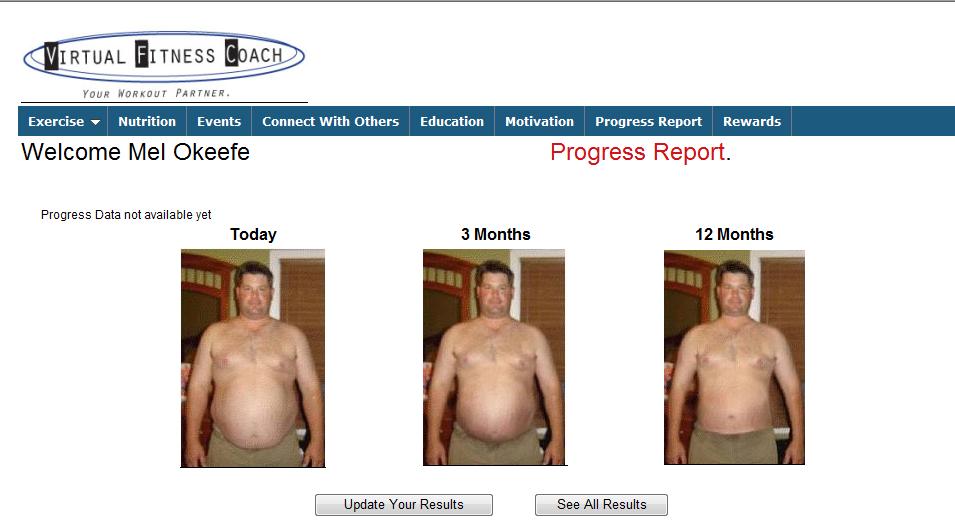 VIRTUAL FITNESS COACH
YOUR WORKOUT PARTNER.
Exercise Nutrition Events Connect With Others Education Motivation Progress Report Rewards
Welcome Mel Okeefe Progress Report.
Progress Data not available yet
Today 3 Months 12 Months
Update Your Results See All Results